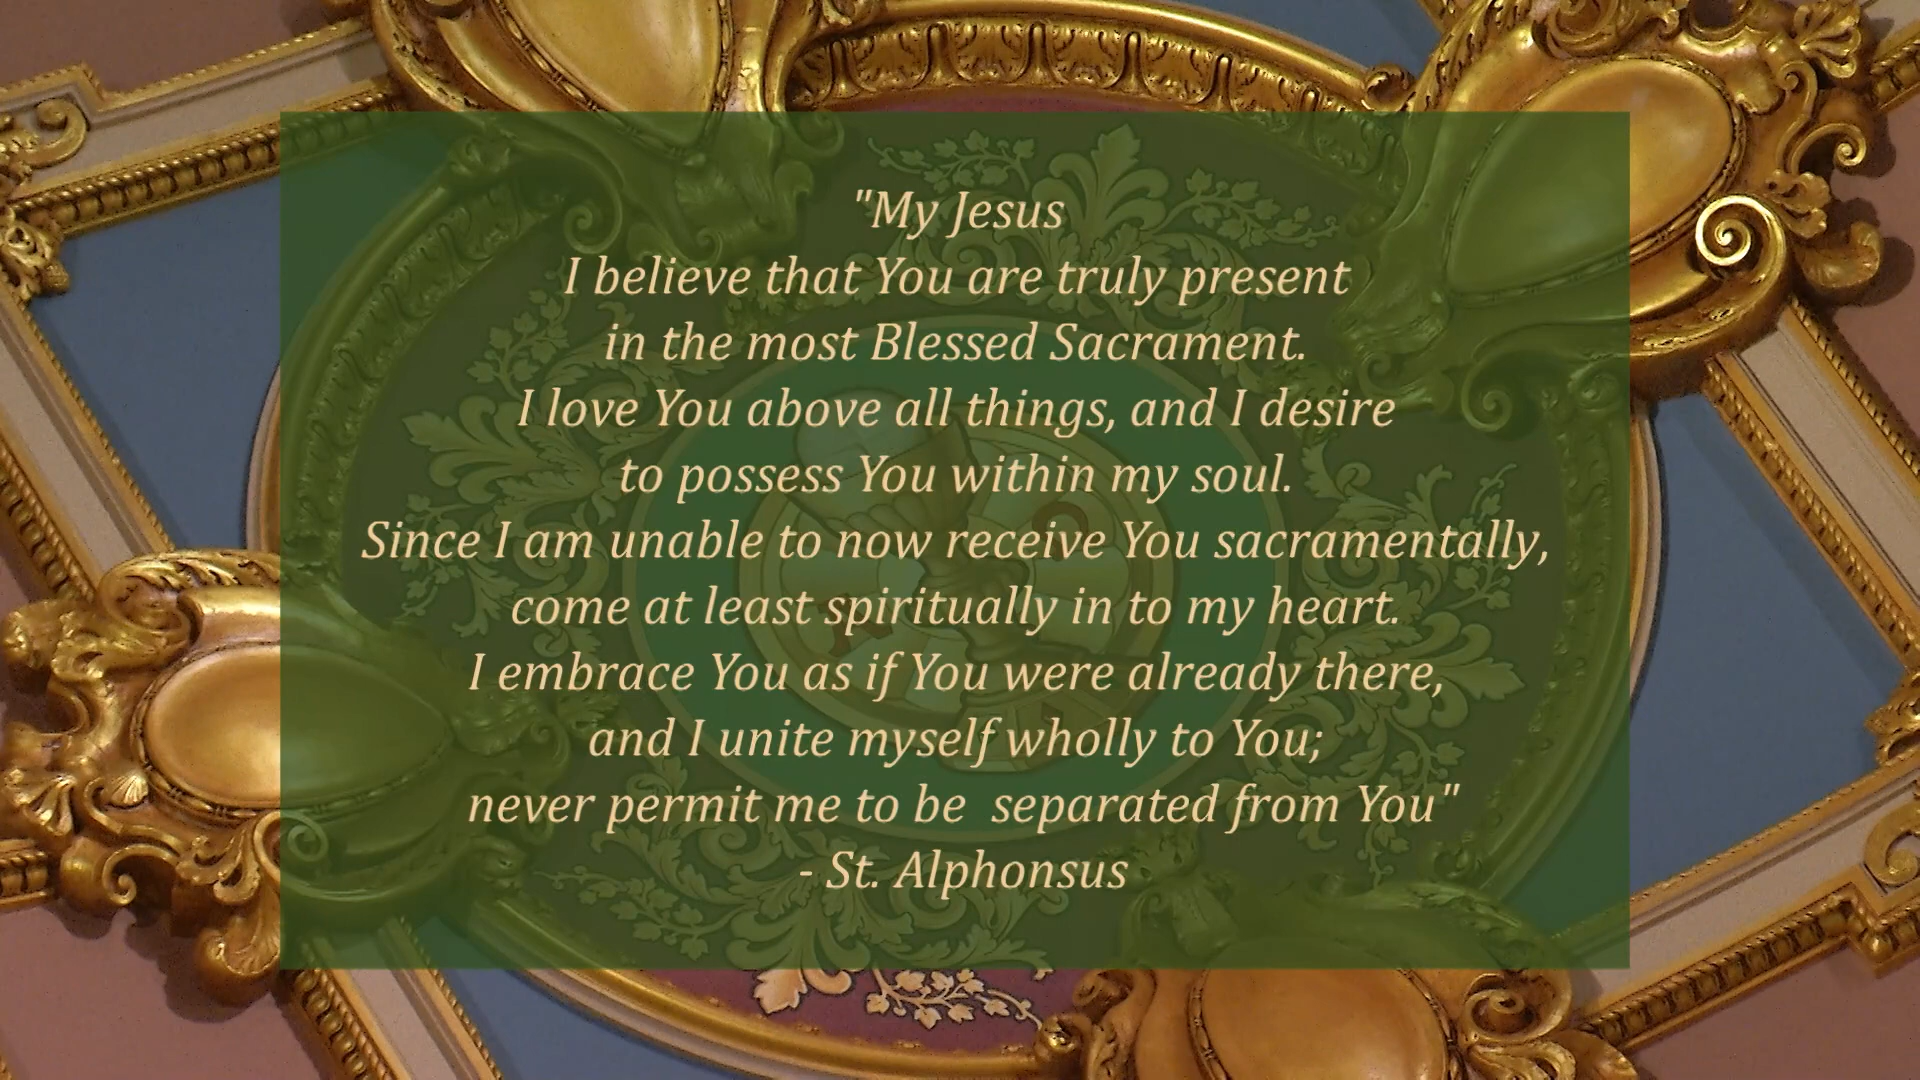 "My Jesus
I believe that You are truly present
in the most Blessed Sacrament.
I love You above all things, and I desire
to possess You within my soul.
Since I am unable to now receive You sacramentally,
come at least spiritually in to my heart.
I embrace You as if You were already there,
and I unite myself wholly to You;
never permit me to be  separated from You"
- St. Alphonsus